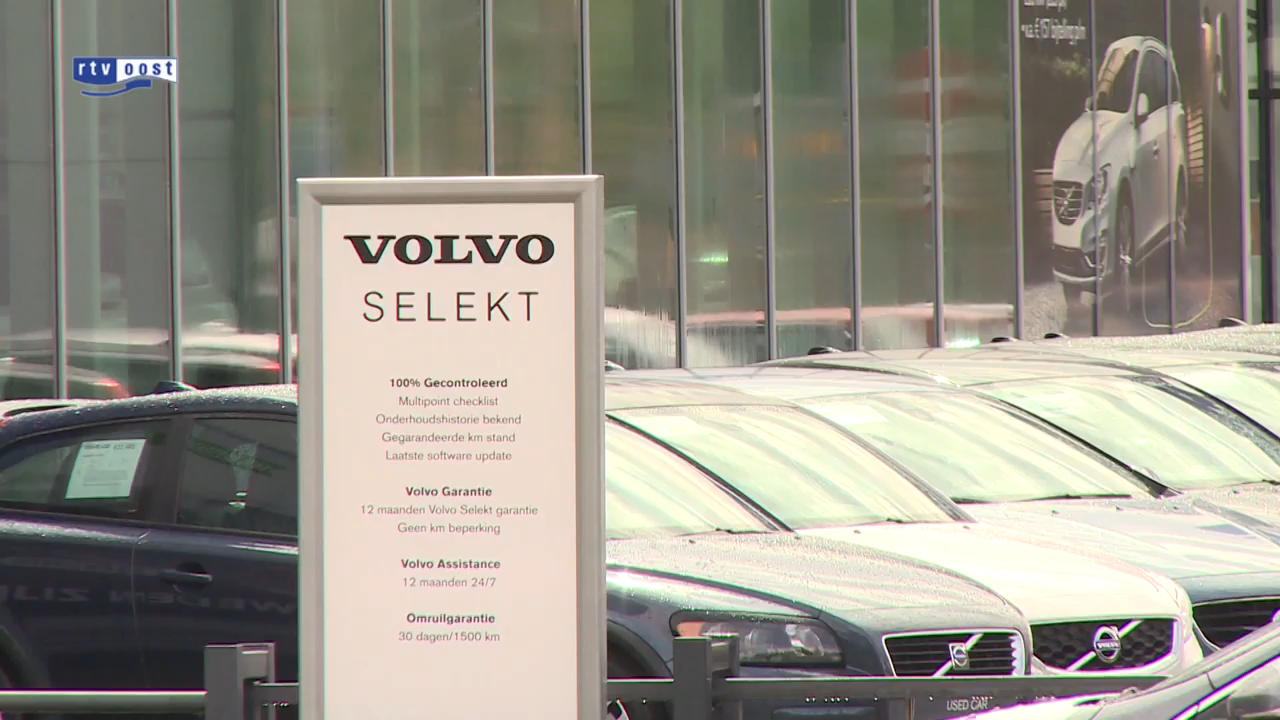 rtv oost
• v.a. € 157 bijtelling p/m
VOLVO
SELEKT
100% Gecontroleerd
Multipoint checklist
Onderhoudshistorie bekend
Gegarandeerde km stand
Laatste software update
Volvo Garantie
12 maanden Volvo Selekt garantie
Geen km beperking
Volvo Assistance
12 maanden 24/7
Omruilgarantie
30 dagen/1500 km
USED CAR